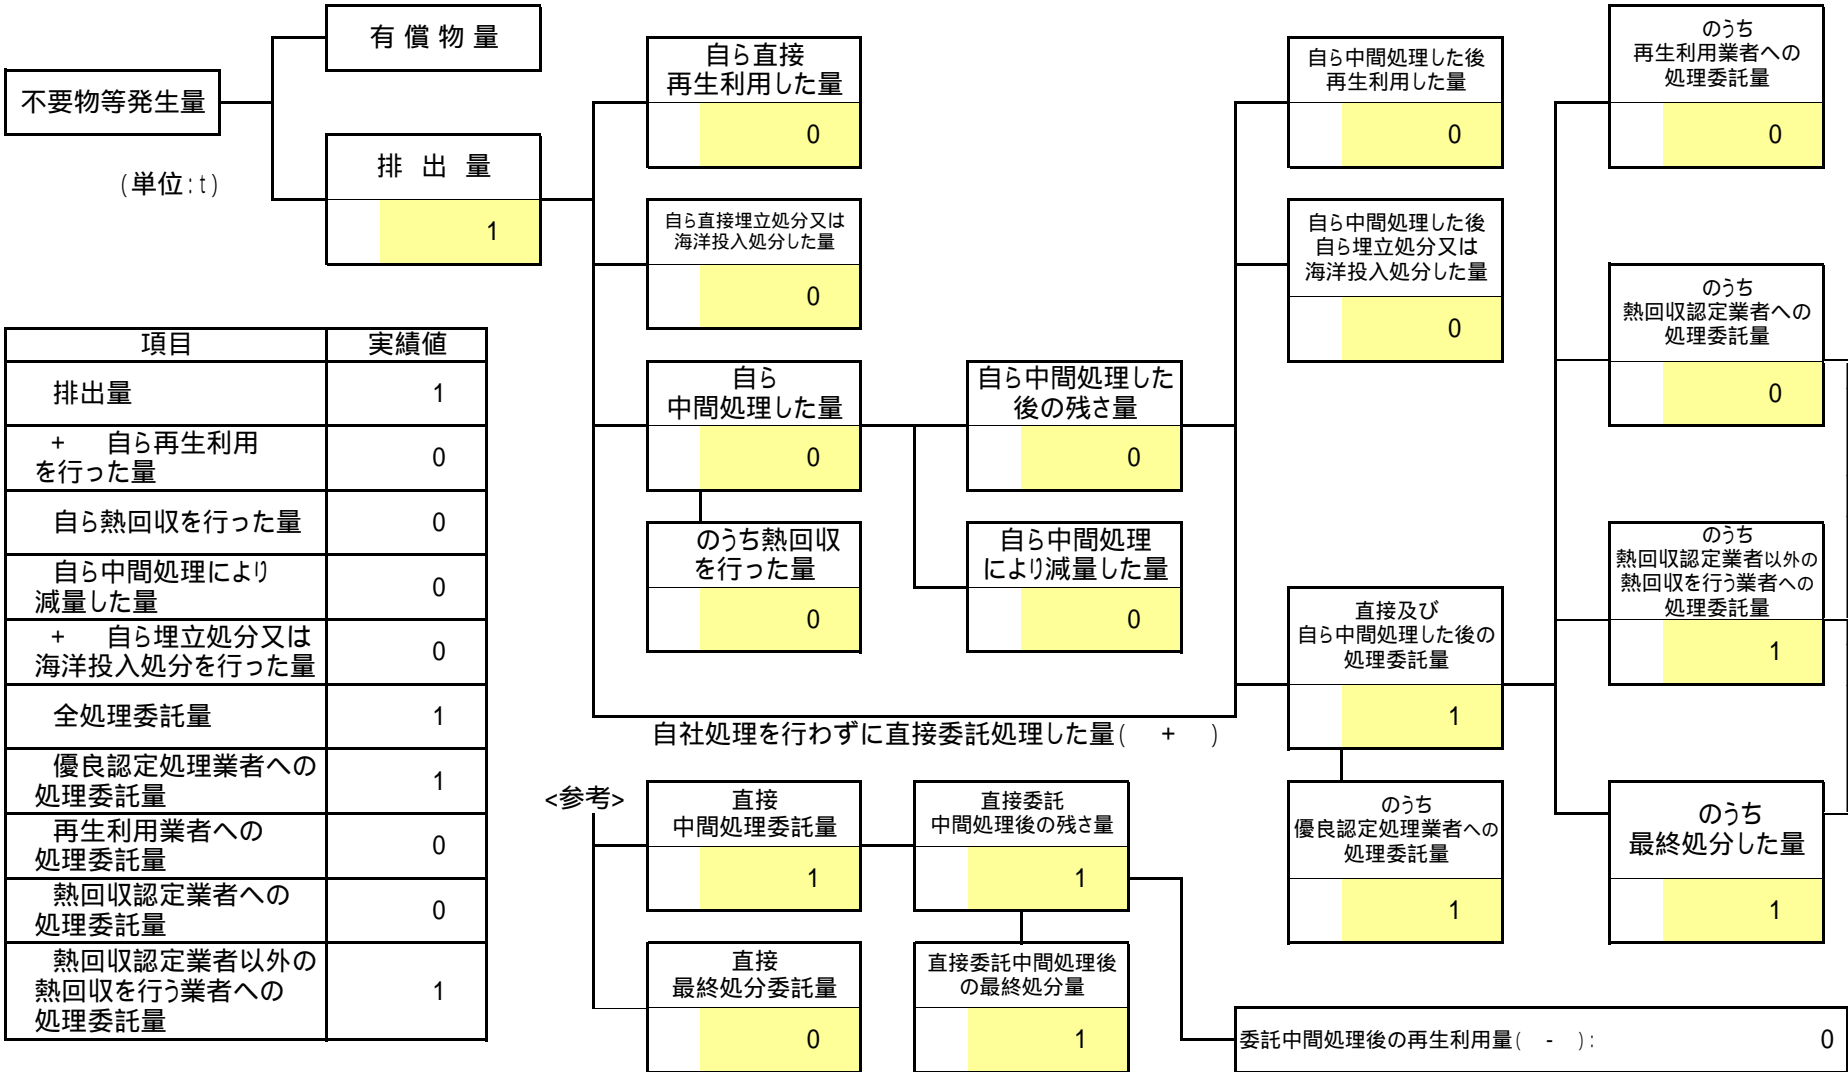 不要物等発生量
(単位:t)
有償物量
排出量
1
自ら直接
再生利用した量
0
自ら直接埋立処分又は
海洋投入処分した量
0
自ら
中間処理した量
0
のうち熱回収
を行った量
0
自ら中間処理した
後の残さ量
0
自ら中間処理
により減量した量
0
自ら中間処理した後
再生利用した量
0
自ら中間処理した後
自ら埋立処分又は
海洋投入処分した量
0
直接及び
自ら中間処理した後の
処理委託量
1
のうち
優良認定処理業者への
処理委託量
1
のうち
再生利用業者への
処理委託量
0
のうち
熱回収認定業者への
処理委託量
0
のうち
熱回収認定業者以外の
熱回収を行う業者への
処理委託量
1
のうち
最終処分した量
1
自社処理を行わずに直接委託処理した量( + )
<参考>
直接
中間処理委託量
1
直接委託
中間処理後の残さ量
1
直接
最終処分委託量
0
直接委託中間処理後
の最終処分量
1
委託中間処理後の再生利用量( - ): 0
項目 実績値
排出量 1
+ 自ら再生利用
を行った量 0
自ら熱回収を行った量 0
自ら中間処理により
減量した量 0
+ 自ら埋立処分又は
海洋投入処分を行った量 0
全処理委託量 1
優良認定処理業者への
処理委託量 1
再生利用業者への
処理委託量 0
熱回収認定業者への
処理委託量 0
熱回収認定業者以外の
熱回収を行う業者への 1
処理委託量